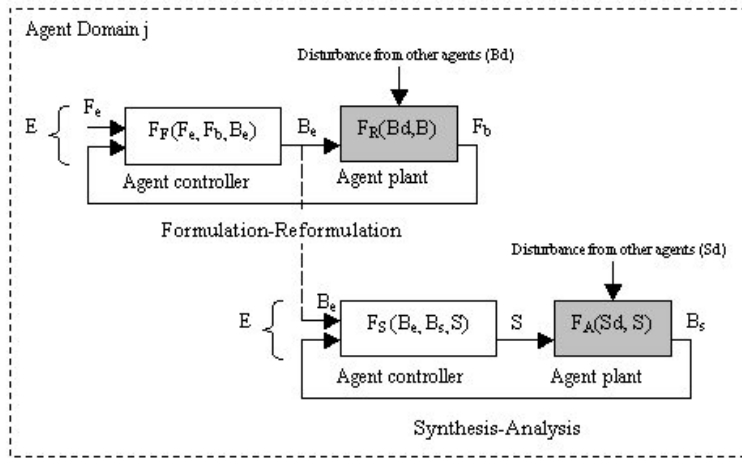 Agent Domain j
Disturbance from other agents (Bd)
E
Fe
FF(Fe, Fb, Be)
Be
FR(Bd,B)
Fb
Agent controller
Agent plant
Formulation-Reformulation
Disturbance from other agents (Sd)
E
Be
FS(Be, Bs, S)
S
FA(Sd, S)
Bs
Agent controller
Agent plant
Synthesis-Analysis